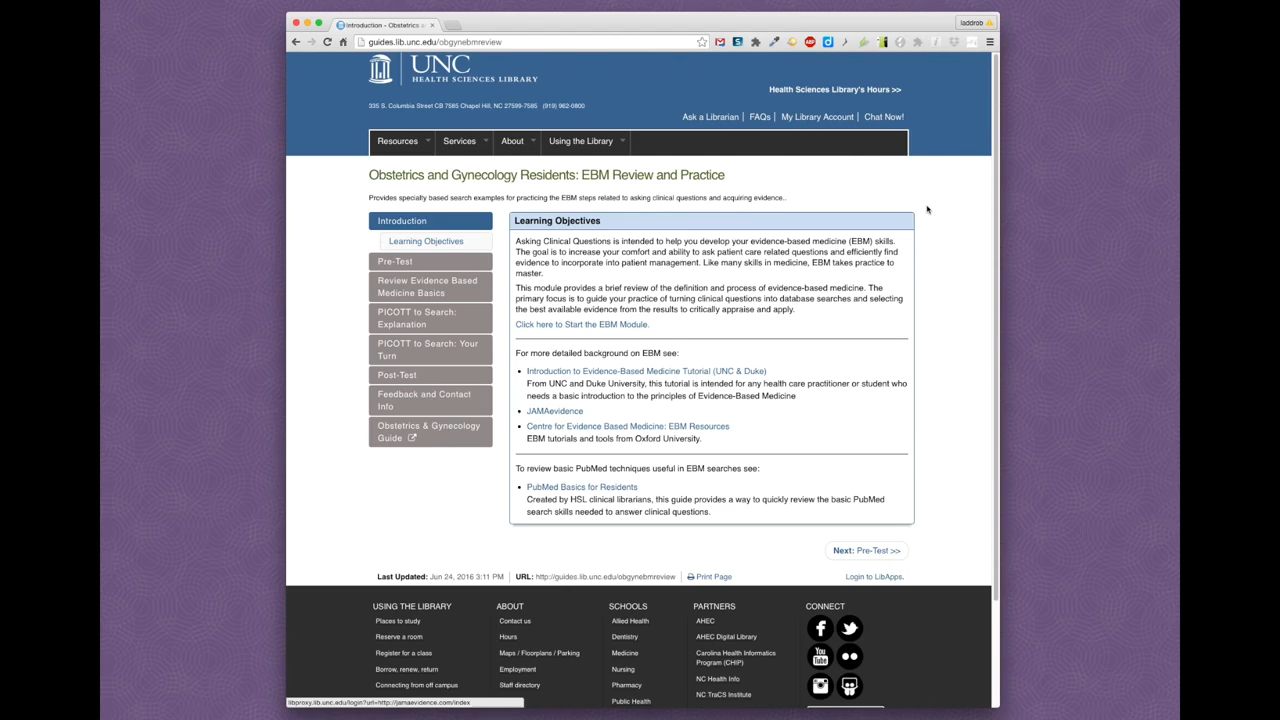 Introduction - Obstetrics a
laddrob
guides.lib.unc.edu/obgynebmreview
UNC
HEALTH SCIENCES LIBRARY
Health Sciences Library's Hours >>
335 S. Columbia Street CB 7585 Chapel Hill, NC 27599-7585 (919) 962-0800
Ask a Librarian | FAQs | My Library Account | Chat Now!
Resources Services About Using the Library
Obstetrics and Gynecology Residents: EBM Review and Practice
Provides specialty based search examples for practicing the EBM steps related to asking clinical questions and acquiring evidence..
Introduction
Learning Objectives
Pre-Test
Review Evidence Based
Medicine Basics
PICOTT to Search:
Explanation
PICOTT to Search: Your
Turn
Post-Test
Feedback and Contact
Info
Obstetrics & Gynecology
Guide
Learning Objectives
Asking Clinical Questions is intended to help you develop your evidence-based medicine (EBM) skills.
The goal is to increase your comfort and ability to ask patient care related questions and efficiently find
evidence to incorporate into patient management. Like many skills in medicine, EBM takes practice to
master.
This module provides a brief review of the definition and process of evidence-based medicine. The
primary focus is to guide your practice of turning clinical questions into database searches and selecting
the best available evidence from the results to critically appraise and apply.
Click here to Start the EBM Module.
For more detailed background on EBM see:
• Introduction to Evidence-Based Medicine Tutorial (UNC & Duke)
From UNC and Duke University, this tutorial is intended for any health care practitioner or student who
needs a basic introduction to the principles of Evidence-Based Medicine
• JAMAevidence
• Centre for Evidence Based Medicine: EBM Resources
EBM tutorials and tools from Oxford University.
To review basic PubMed techniques useful in EBM searches see:
• PubMed Basics for Residents
Created by HSL clinical librarians, this guide provides a way to quickly review the basic PubMed
search skills needed to answer clinical questions.
Next: Pre-Test >>
Last Updated: Jun 24, 2016 3:11 PM | URL: http://guides.lib.unc.edu/obgynebmreview | Print Page
Login to LibApps.
USING THE LIBRARY
Places to study
Reserve a room
Register for a class
Borrow, renew, return
Connecting from off campus
ABOUT
Contact us
Hours
Maps / Floorplans / Parking
Employment
Staff directory
SCHOOLS
Allied Health
Dentistry
Medicine
Nursing
Pharmacy
Public Health
PARTNERS
AHEC
AHEC Digital Library
Carolina Health Informatics
Program (CHIP)
NC Health Info
NC TraCS Institute
CONNECT
You
Tube
libproxy.lib.unc.edu/login?url=http://jamaevidence.com/index